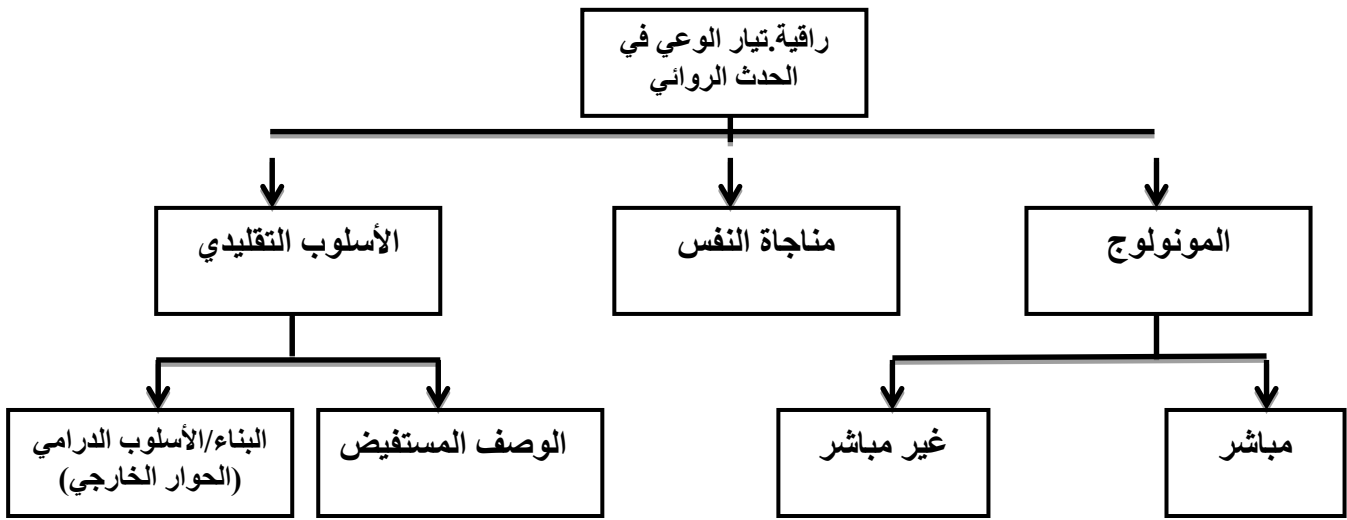 راقية.تيار الوعي في
الحدث الروائي
المونولوج
مناجاة النفس
الأسلوب التقليدي
مباشر
غير مباشر
الوصف المستفيض
البناء/الأسلوب الدرامي
(الحوار الخارجي)